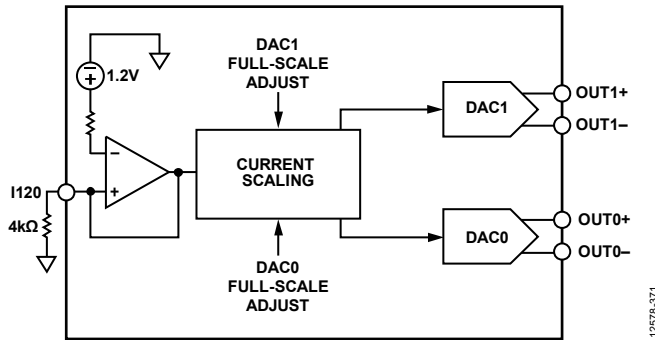 DAC1
FULL-SCALE
ADJUST
1.2V
DAC1
OUT1+
OUT1–
CURRENT
SCALING
I120
4kΩ
DAC0
OUT0+
OUT0–
DAC0
FULL-SCALE
ADJUST
12578-371